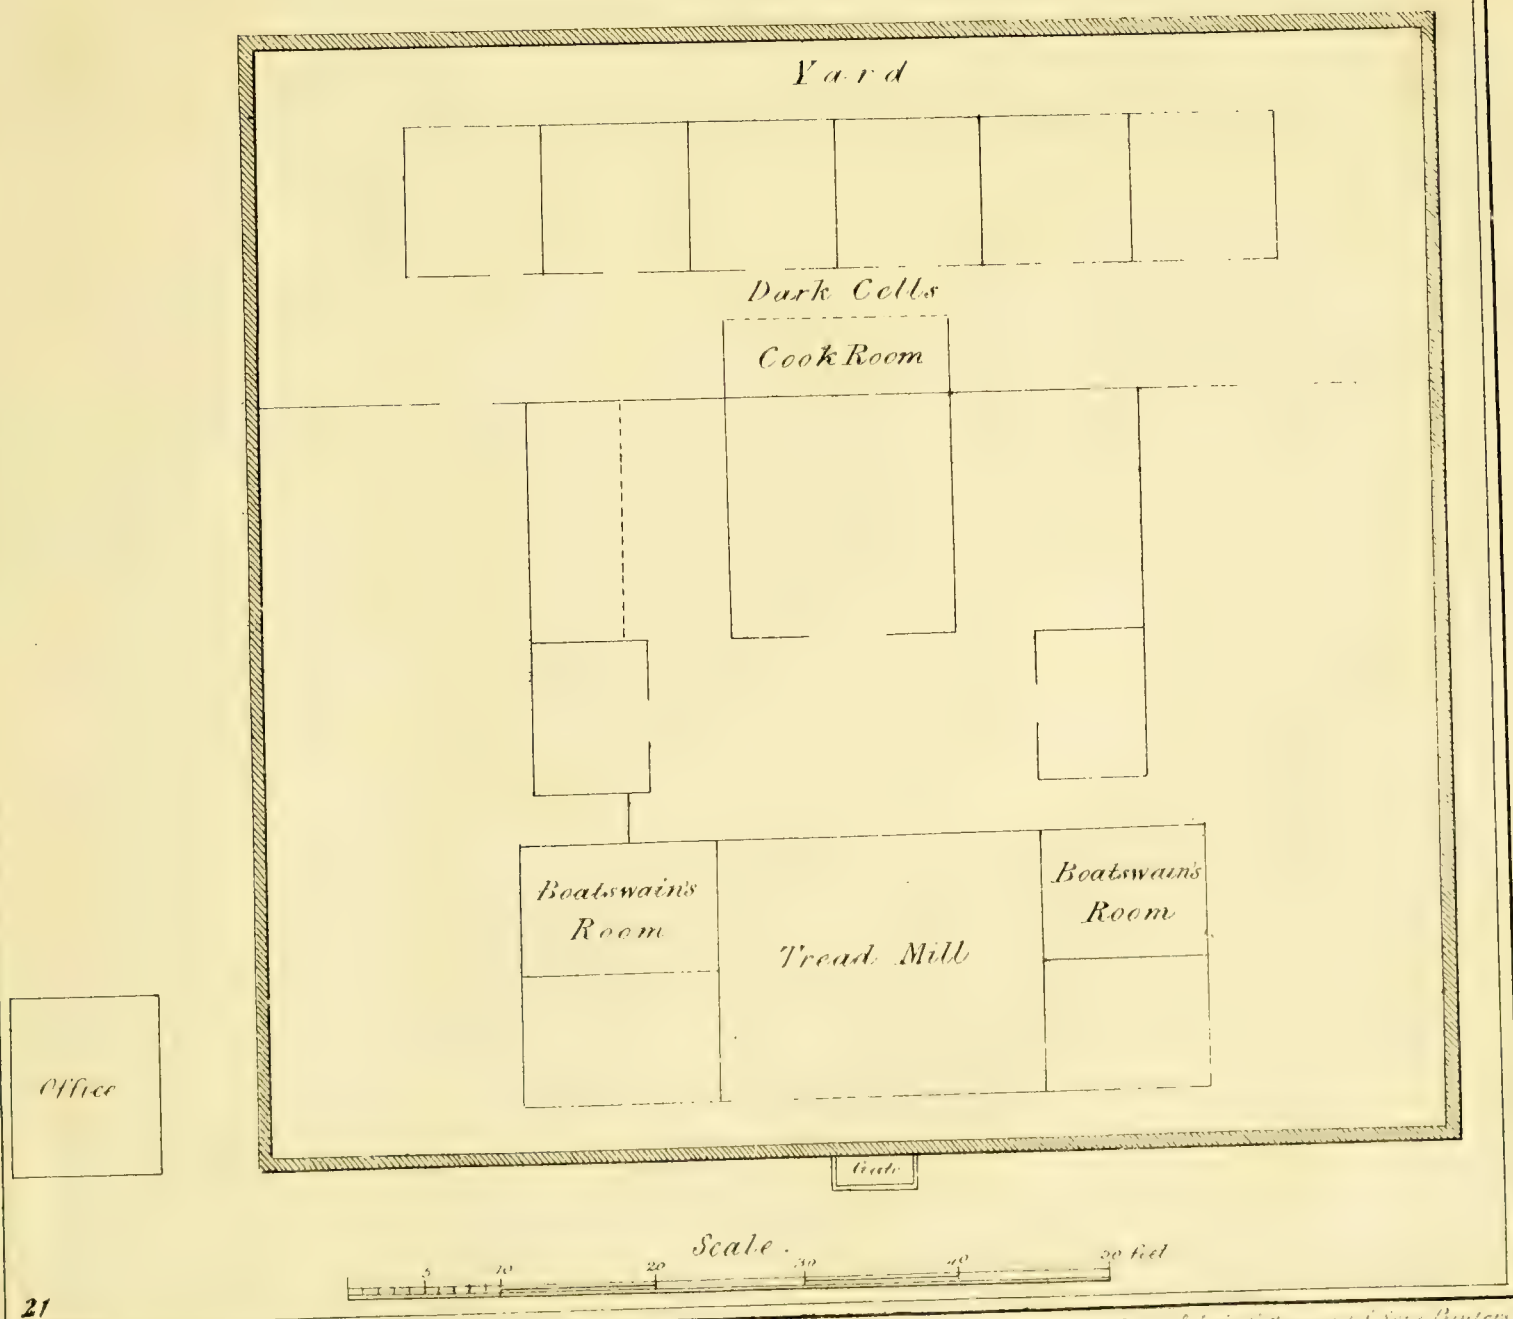 Yard
Dark Cells
Cook Room
Boatswain's
Room
Boatswain's
Room
Tread Mill
Office
Gate
Scale.
5 10 20 30 40 50 feet
21